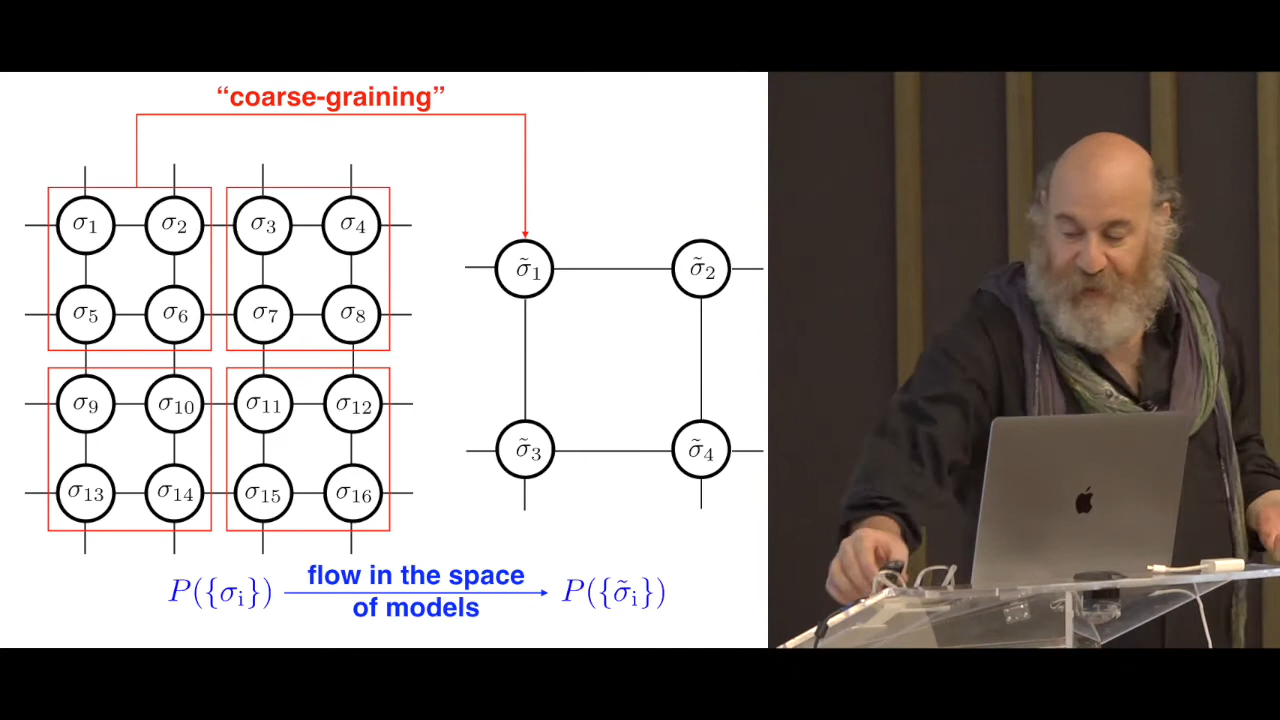 “coarse-graining”
σ1 σ2 σ3 σ4
σ5 σ6 σ7 σ8
σ9 σ10 σ11 σ12
σ13 σ14 σ15 σ16
σ̃1 σ̃2
σ̃3 σ̃4
P({σi}) flow in the space of models P({σ̃i})